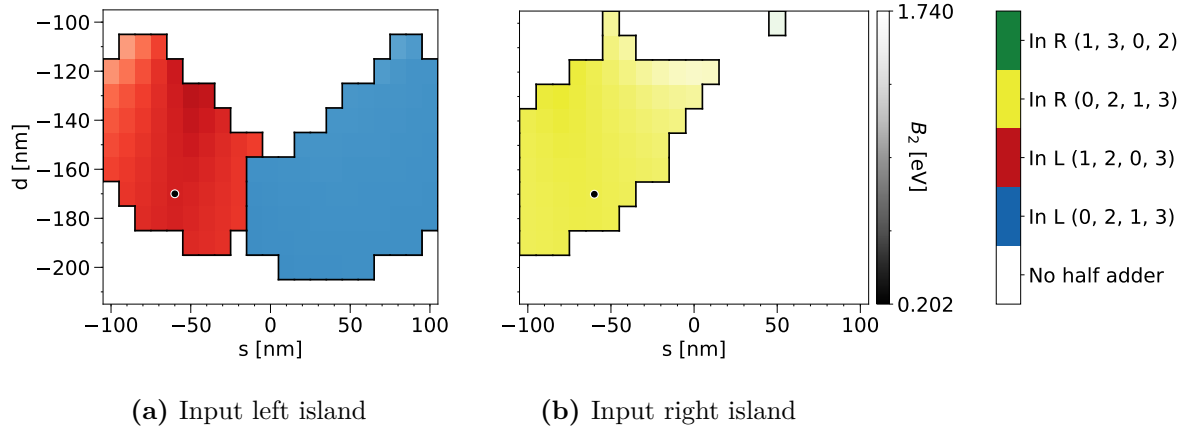 −100
−120
−140
−160
−180
−200
d [nm]
−100
−50
0
50
100
s [nm]
−100
−50
0
50
100
s [nm]
1.740
B₂ [eV]
0.202
In R (1, 3, 0, 2)
In R (0, 2, 1, 3)
In L (1, 2, 0, 3)
In L (0, 2, 1, 3)
No half adder
(a) Input left island
(b) Input right island